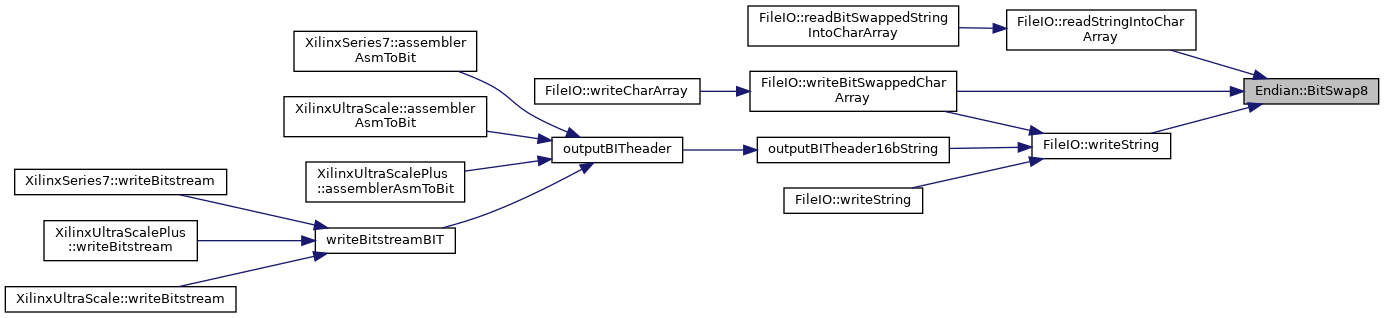 FileIO::readBitSwappedString
IntoCharArray
FileIO::readStringIntoChar
Array
XilinxSeries7::assembler
AsmToBit
FileIO::writeCharArray
FileIO::writeBitSwappedChar
Array
Endian::BitSwap8
XilinxUltraScale::assembler
AsmToBit
outputBITheader
outputBITheader16bString
FileIO::writeString
XilinxUltraScalePlus
::assemblerAsmToBit
FileIO::writeString
XilinxSeries7::writeBitstream
XilinxUltraScalePlus
::writeBitstream
writeBitstreamBIT
XilinxUltraScale::writeBitstream